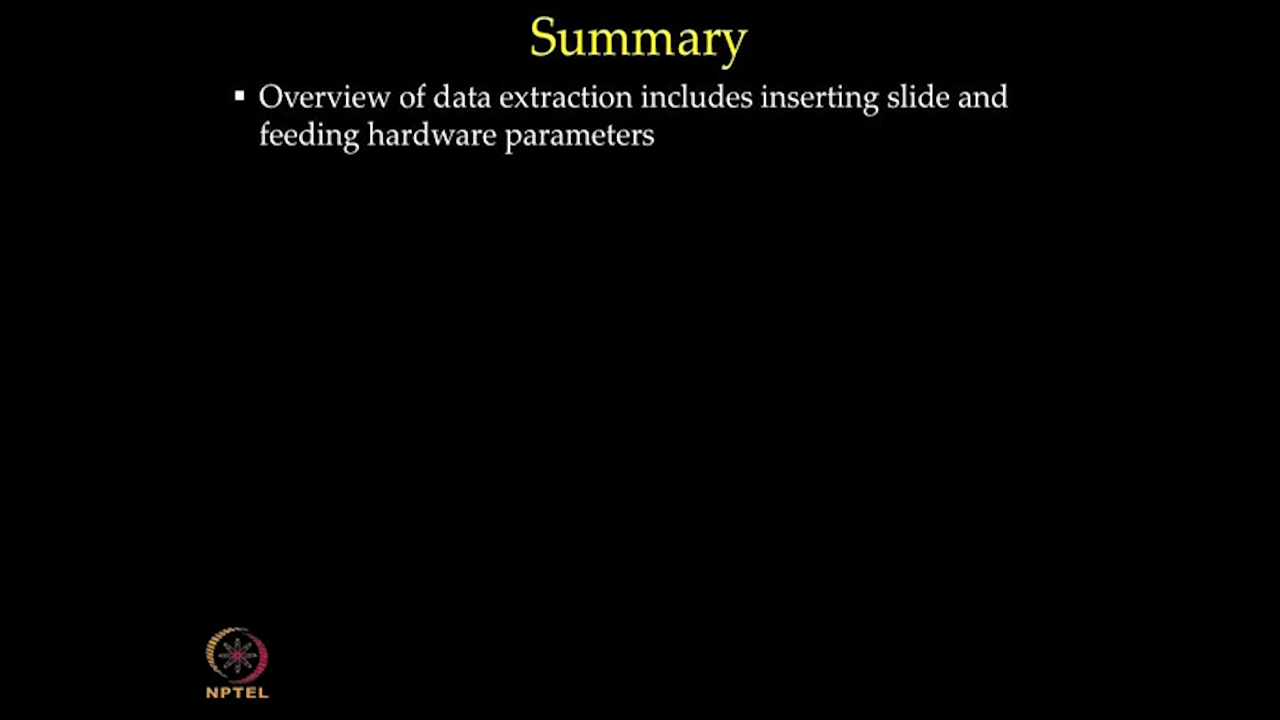 Summary
▪ Overview of data extraction includes inserting slide and
feeding hardware parameters
NPTEL